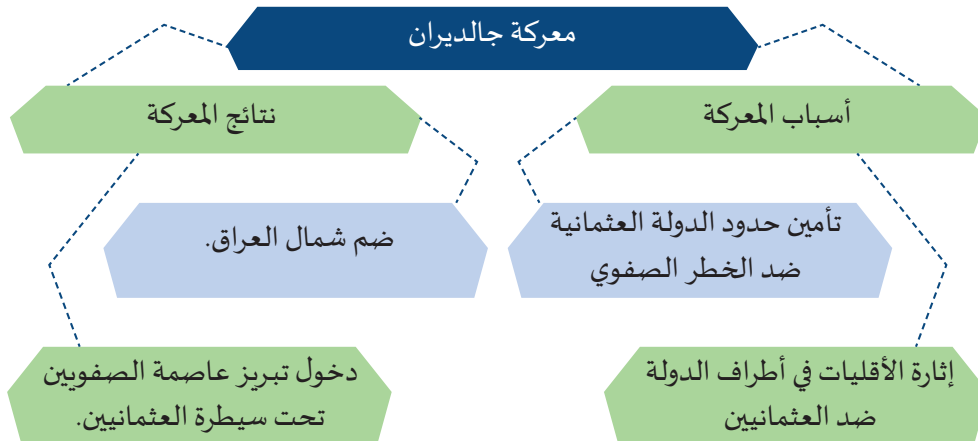 معركة جالديران
أسباب المعركة
نتائج المعركة
تأمين حدود الدولة العثمانية
ضد الخطر الصفوي
ضم شمال العراق.
إثارة الأقليات في أطراف الدولة
ضد العثمانيين
دخول تبريز عاصمة الصفويين
تحت سيطرة العثمانيين.